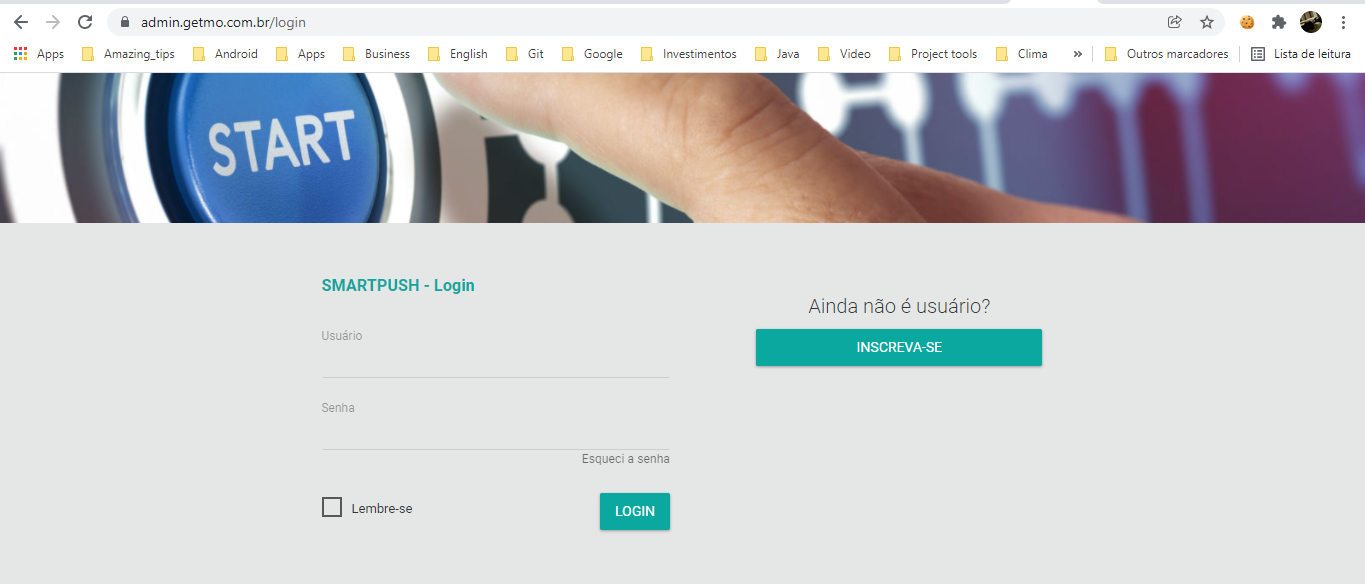 admin.getmo.com.br/login
Apps Amazing_tips Android Apps Business English Git Google Investimentos Java Video Project tools Clima » Outros marcadores Lista de leitura
START
SMARTPUSH - Login
Usuário
Senha
Esqueci a senha
Lembre-se
LOGIN
Ainda não é usuário?
INSCREVA-SE